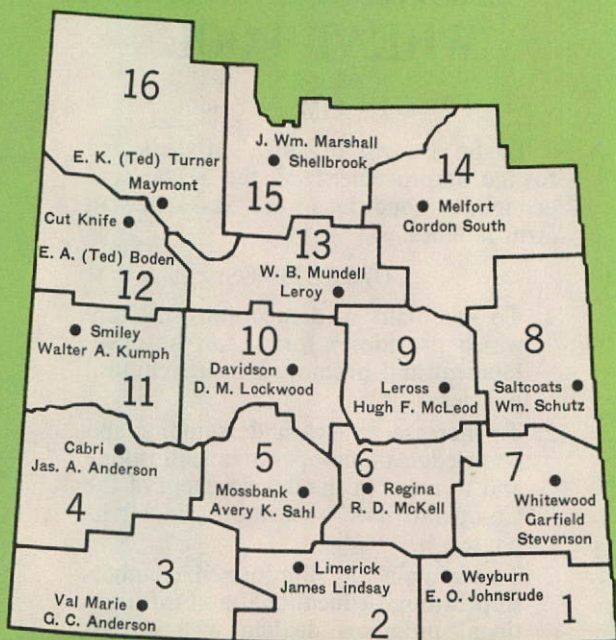 16
E. K. (Ted) Turner
Maymont
J. Wm. Marshall
Shellbrook
15
14
Melfort
Gordon South
Cut Knife
E. A. (Ted) Boden
12
13
W. B. Mundell
Leroy
Smiley
Walter A. Kumph
11
10
Davidson
D. M. Lockwood
9
Leross
Hugh F. McLeod
8
Saltcoats
Wm. Schutz
Cabri
Jas. A. Anderson
4
5
Mossbank
Avery K. Sahl
6
Regina
R. D. McKell
7
Whitewood
Garfield
Stevenson
3
Val Marie
G. C. Anderson
Limerick
James Lindsay
2
Weyburn
E. O. Johnsrude
1